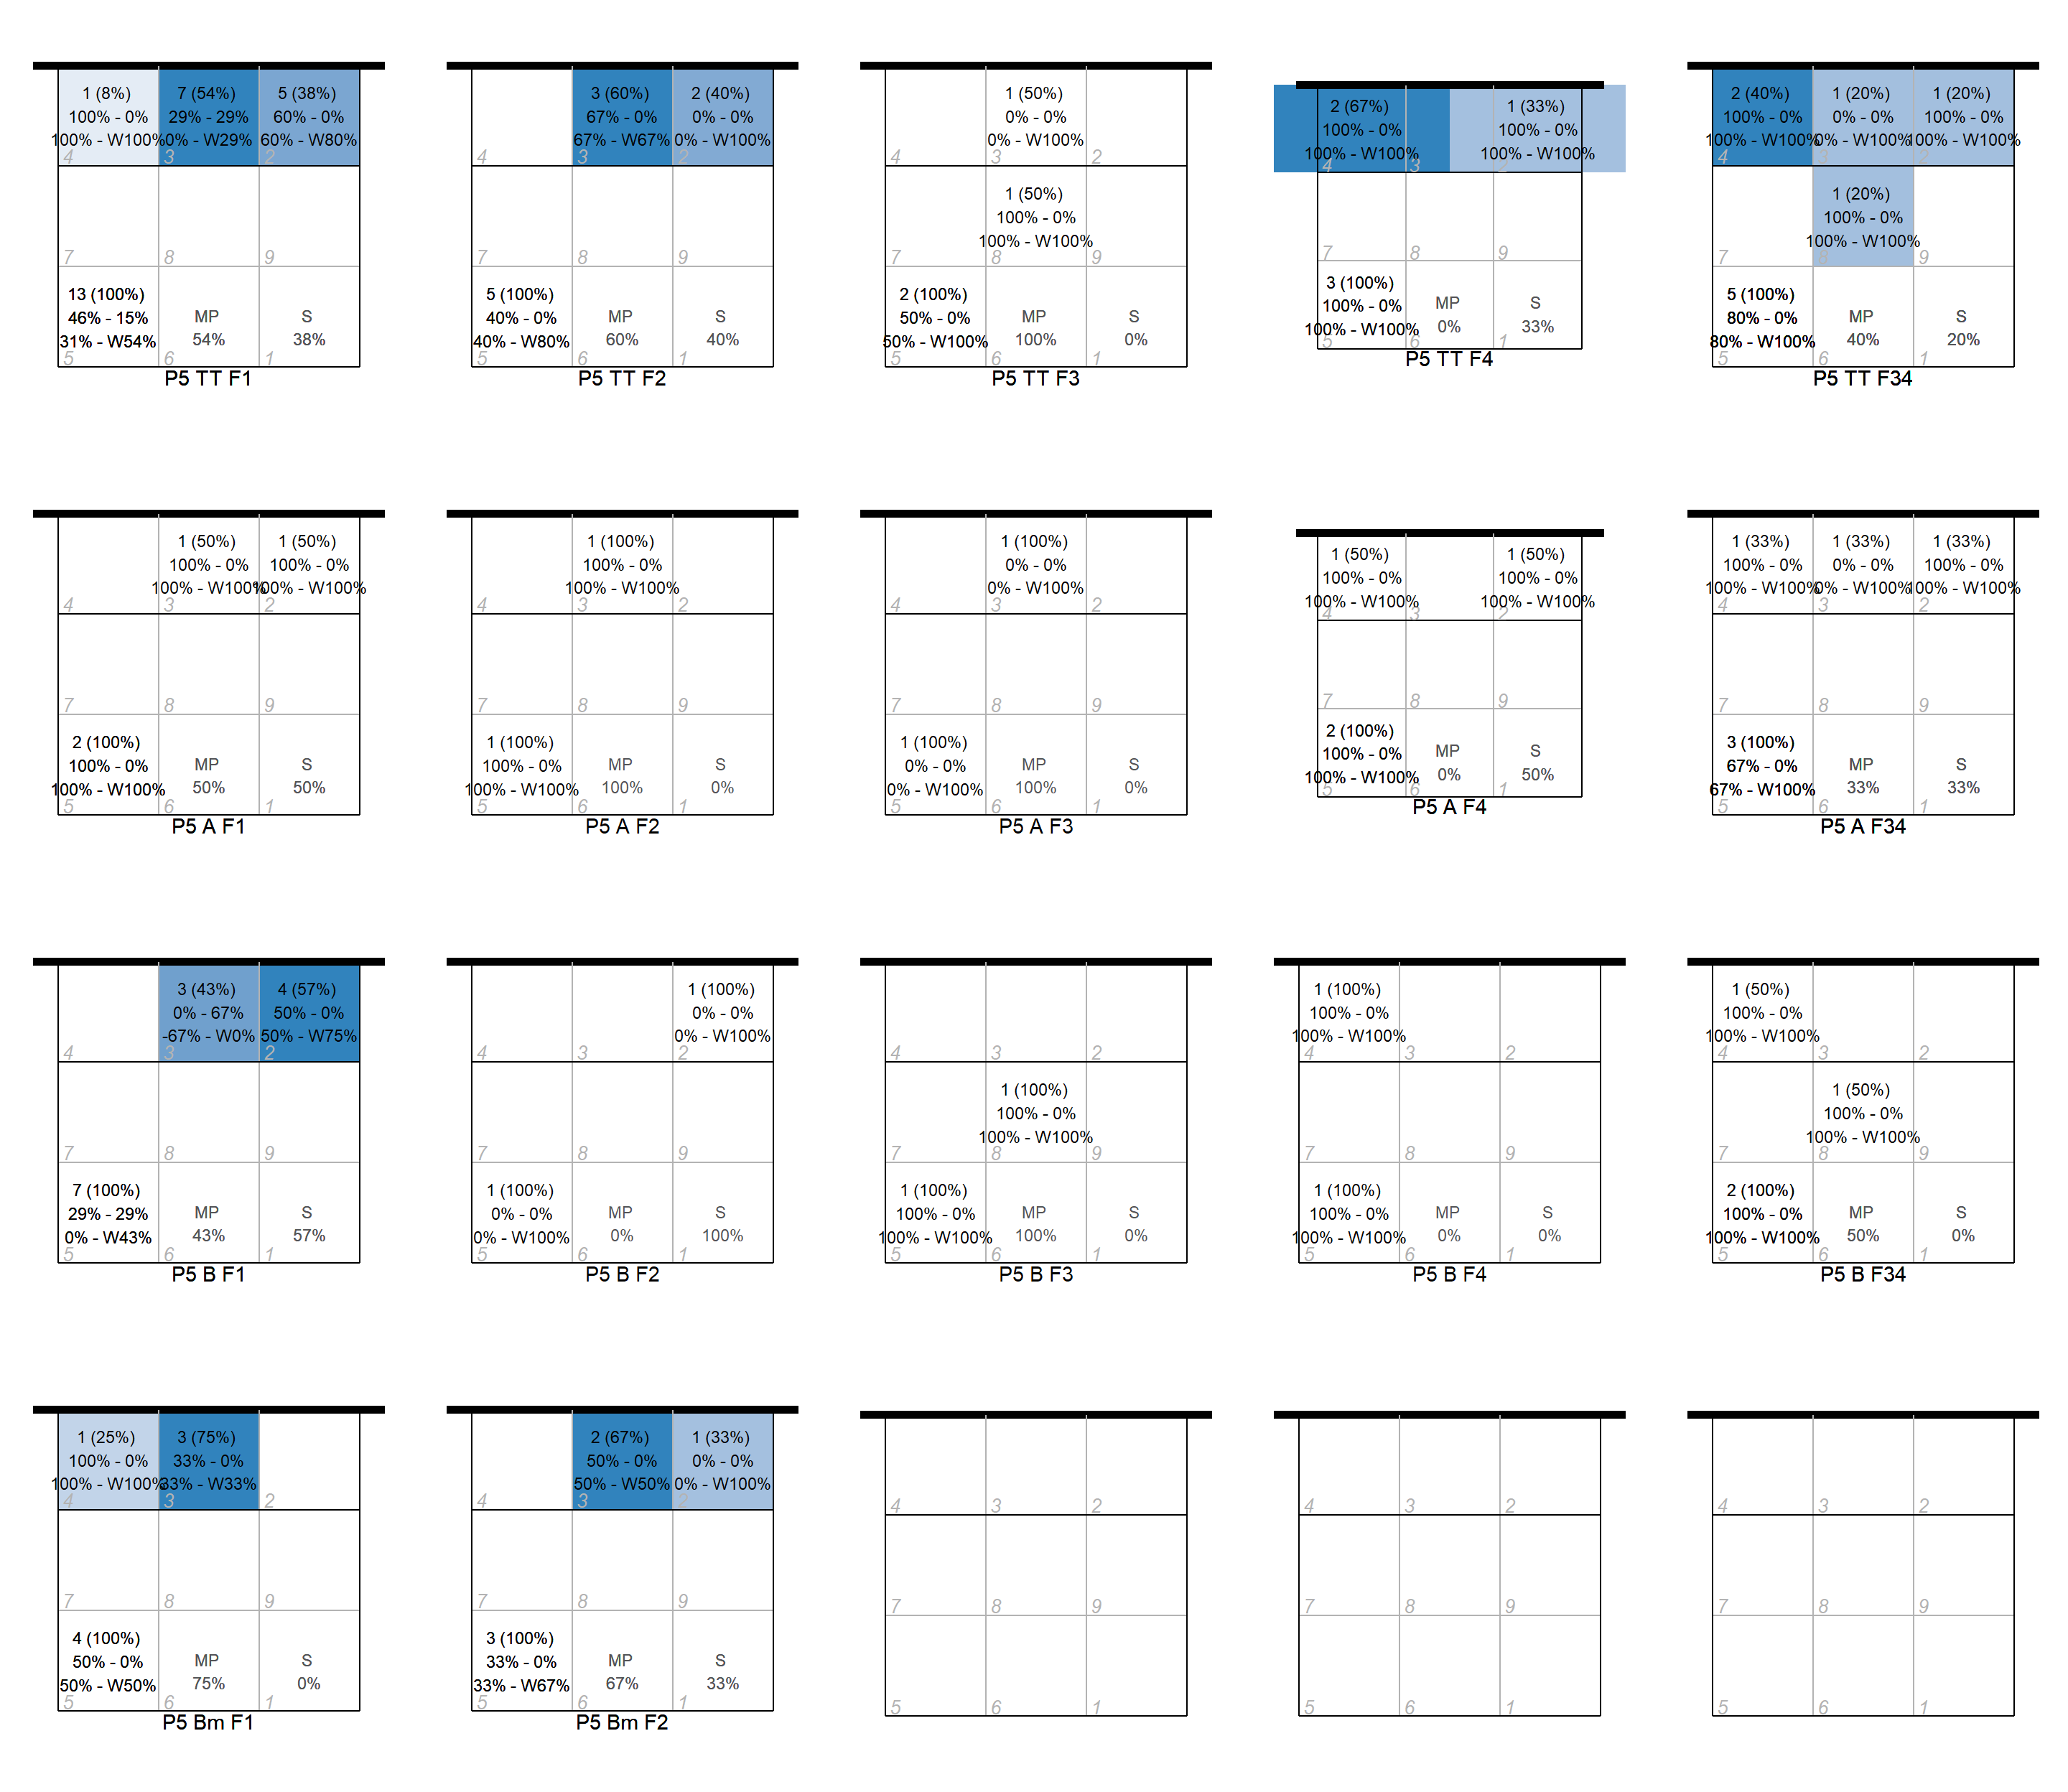 1 (8%) 7 (54%) 5 (38%)
100% - 0% 29% - 29% 60% - 0%
100% - W100% 0% - W29% 60% - W80%
4 3 2
7 8 9
13 (100%)
46% - 15% MP S
31% - W54% 54% 38%
5 6 1
P5 TT F1
3 (60%) 2 (40%)
67% - 0% 0% - 0%
67% - W67% 0% - W100%
4 3 2
7 8 9
5 (100%)
40% - 0% MP S
40% - W80% 60% 40%
5 6 1
P5 TT F2
1 (50%)
0% - 0%
0% - W100%
4 3 2
1 (50%)
100% - 0%
100% - W100%
7 8 9
2 (100%)
50% - 0% MP S
50% - W100% 100% 0%
5 6 1
P5 TT F3
2 (67%) 1 (33%)
100% - 0% 100% - 0%
100% - W100% 100% - W100%
4 3 2
7 8 9
3 (100%)
100% - 0% MP S
100% - W100% 0% 33%
5 6 1
P5 TT F4
2 (40%) 1 (20%) 1 (20%)
100% - 0% 0% - 0% 100% - 0%
100% - W100% 0% - W100% 100% - W100%
4 3 2
1 (20%)
100% - 0%
100% - W100%
7 8 9
5 (100%)
80% - 0% MP S
80% - W100% 40% 20%
5 6 1
P5 TT F34
1 (50%) 1 (50%)
100% - 0% 100% - 0%
100% - W100% 100% - W100%
4 3 2
7 8 9
2 (100%)
100% - 0% MP S
100% - W100% 50% 50%
5 6 1
P5 A F1
1 (100%)
100% - 0%
100% - W100%
4 3 2
7 8 9
1 (100%)
100% - 0% MP S
100% - W100% 100% 0%
5 6 1
P5 A F2
1 (100%)
0% - 0%
0% - W100%
4 3 2
7 8 9
1 (100%)
0% - 0% MP S
0% - W100% 100% 0%
5 6 1
P5 A F3
1 (50%) 1 (50%)
100% - 0% 100% - 0%
100% - W100% 100% - W100%
4 3 2
7 8 9
2 (100%)
100% - 0% MP S
100% - W100% 0% 50%
5 6 1
P5 A F4
1 (33%) 1 (33%) 1 (33%)
100% - 0% 0% - 0% 100% - 0%
100% - W100% 0% - W100% 100% - W100%
4 3 2
7 8 9
3 (100%)
67% - 0% MP S
67% - W100% 33% 33%
5 6 1
P5 A F34
3 (43%) 4 (57%)
0% - 67% 50% - 0%
-67% - W0% 50% - W75%
4 3 2
7 8 9
7 (100%)
29% - 29% MP S
0% - W43% 43% 57%
5 6 1
P5 B F1
1 (100%)
0% - 0%
0% - W100%
4 3 2
7 8 9
1 (100%)
0% - 0% MP S
0% - W100% 0% 100%
5 6 1
P5 B F2
4 3 2
1 (100%)
100% - 0%
100% - W100%
7 8 9
1 (100%)
100% - 0% MP S
100% - W100% 100% 0%
5 6 1
P5 B F3
1 (100%)
100% - 0%
100% - W100%
4 3 2
7 8 9
1 (100%)
100% - 0% MP S
100% - W100% 0% 0%
5 6 1
P5 B F4
1 (50%)
100% - 0%
100% - W100%
4 3 2
1 (50%)
100% - 0%
100% - W100%
7 8 9
2 (100%)
100% - 0% MP S
100% - W100% 50% 0%
5 6 1
P5 B F34
1 (25%) 3 (75%)
100% - 0% 33% - 0%
100% - W100% 33% - W33%
4 3 2
7 8 9
4 (100%)
50% - 0% MP S
50% - W50% 75% 0%
5 6 1
P5 Bm F1
2 (67%) 1 (33%)
50% - 0% 0% - 0%
50% - W50% 0% - W100%
4 3 2
7 8 9
3 (100%)
33% - 0% MP S
33% - W67% 67% 33%
5 6 1
P5 Bm F2
4 3 2
7 8 9
5 6 1
4 3 2
7 8 9
5 6 1
4 3 2
7 8 9
5 6 1